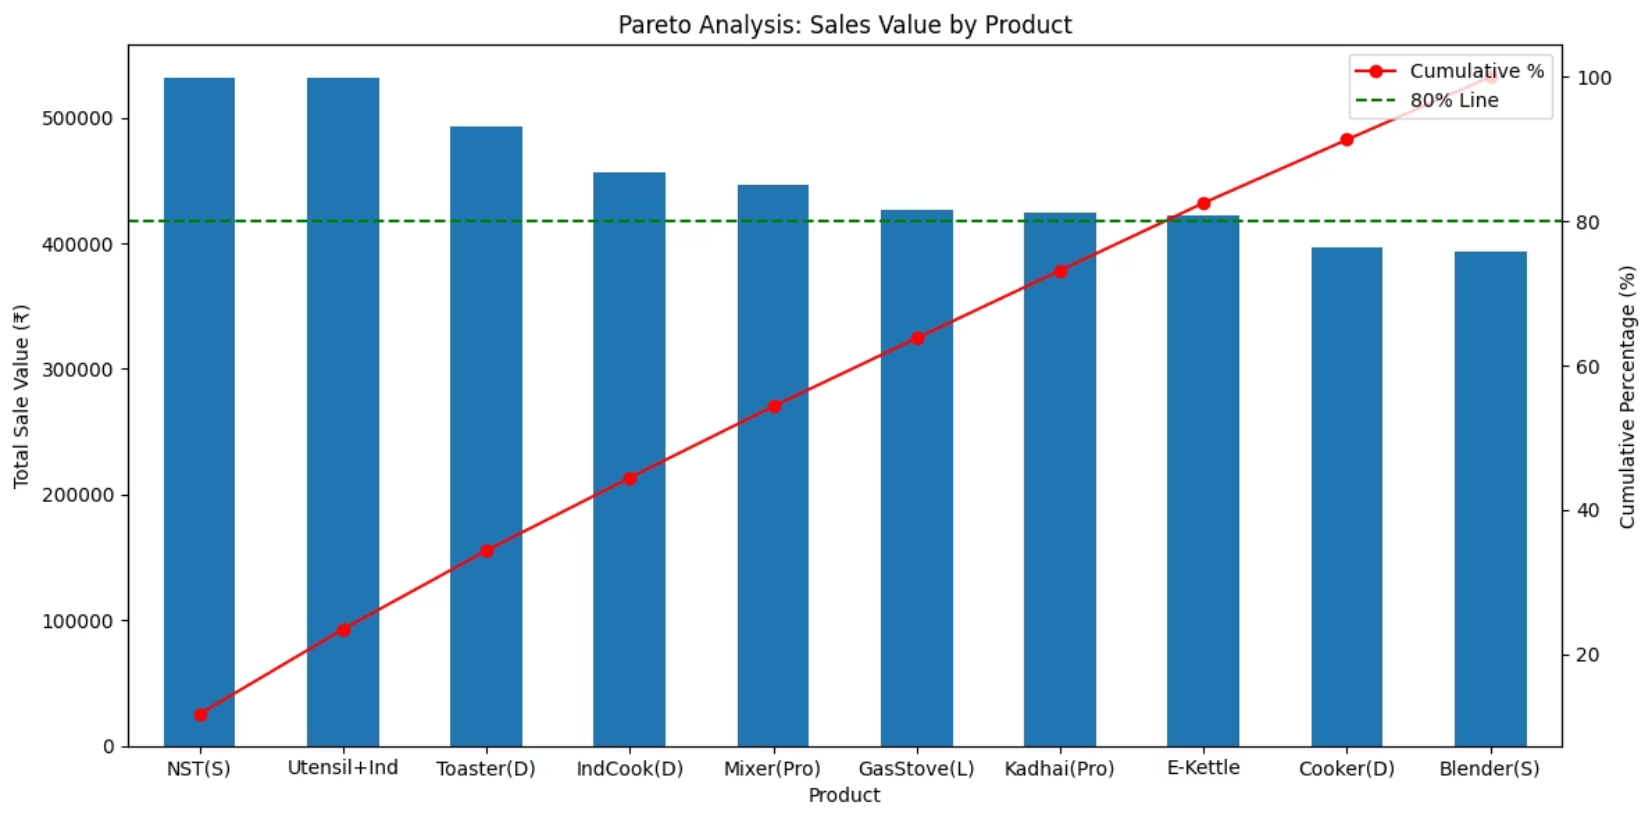 Pareto Analysis: Sales Value by Product
Cumulative %
80% Line
Total Sale Value (₹)
500000
400000
300000
200000
100000
0
100
80
60
40
20
Cumulative Percentage (%)
NST(S) Utensil+Ind Toaster(D) IndCook(D) Mixer(Pro) GasStove(L) Kadhai(Pro) E-Kettle Cooker(D) Blender(S)
Product